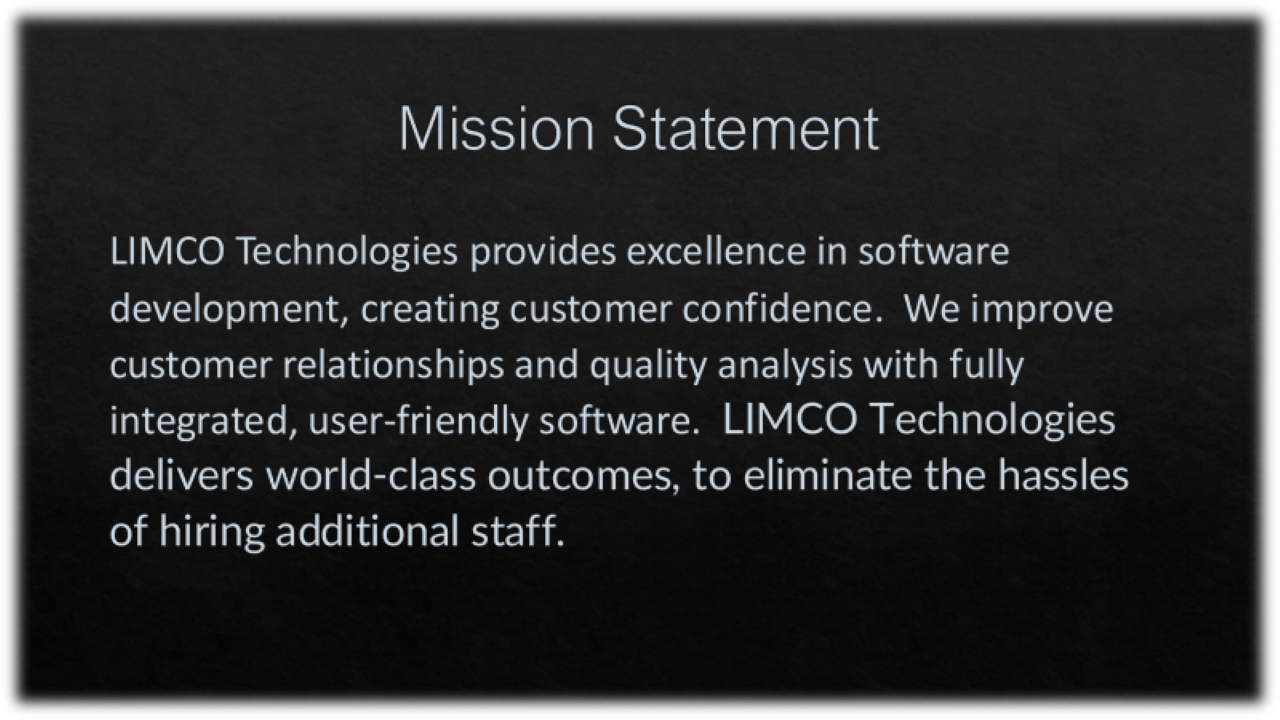 Mission Statement
LIMCO Technologies provides excellence in software
development, creating customer confidence.  We improve
customer relationships and quality analysis with fully
integrated, user-friendly software.  LIMCO Technologies
delivers world-class outcomes, to eliminate the hassles
of hiring additional staff.